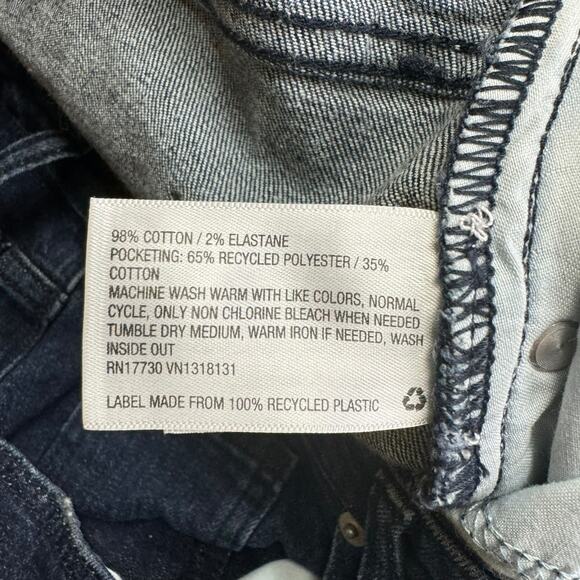 98% COTTON / 2% ELASTANE
POCKETING: 65% RECYCLED POLYESTER / 35%
COTTON
MACHINE WASH WARM WITH LIKE COLORS, NORMAL
CYCLE, ONLY NON CHLORINE BLEACH WHEN NEEDED
TUMBLE DRY MEDIUM, WARM IRON IF NEEDED, WASH
INSIDE OUT
RN17730 VN1318131
LABEL MADE FROM 100% RECYCLED PLASTIC